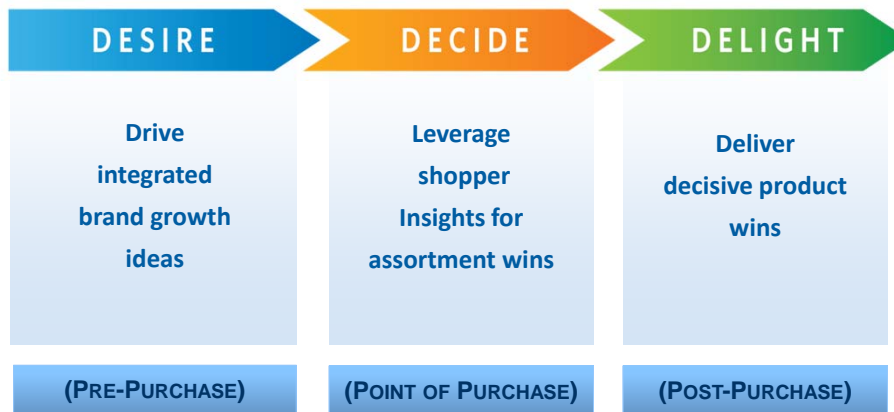 DESIRE
Drive
integrated
brand growth
ideas
(PRE-PURCHASE)
DECIDE
Leverage
shopper
Insights for
assortment wins
(POINT OF PURCHASE)
DELIGHT
Deliver
decisive product
wins
(POST-PURCHASE)